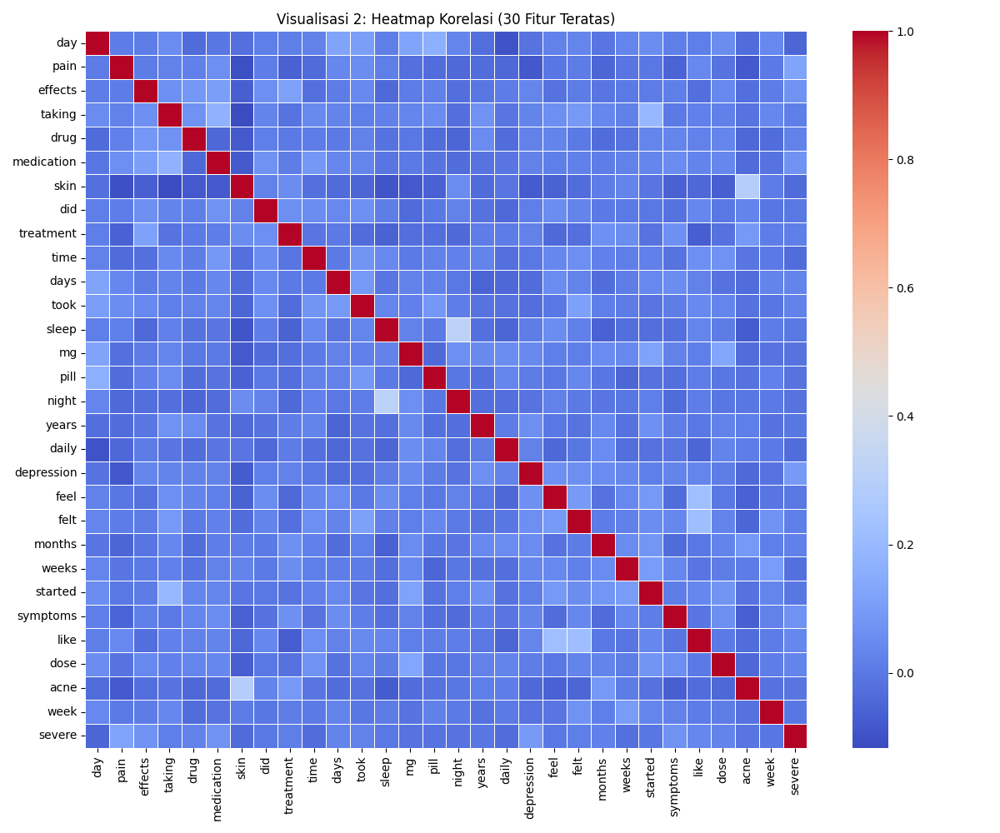 Visualisasi 2: Heatmap Korelasi (30 Fitur Teratas)
day
pain
effects
taking
drug
medication
skin
did
treatment
time
days
took
sleep
mg
pill
night
years
daily
depression
feel
felt
months
weeks
started
symptoms
like
dose
acne
week
severe
day
pain
effects
taking
drug
medication
skin
did
treatment
time
days
took
sleep
mg
pill
night
years
daily
depression
feel
felt
months
weeks
started
symptoms
like
dose
acne
week
severe
1.0
0.8
0.6
0.4
0.2
0.0